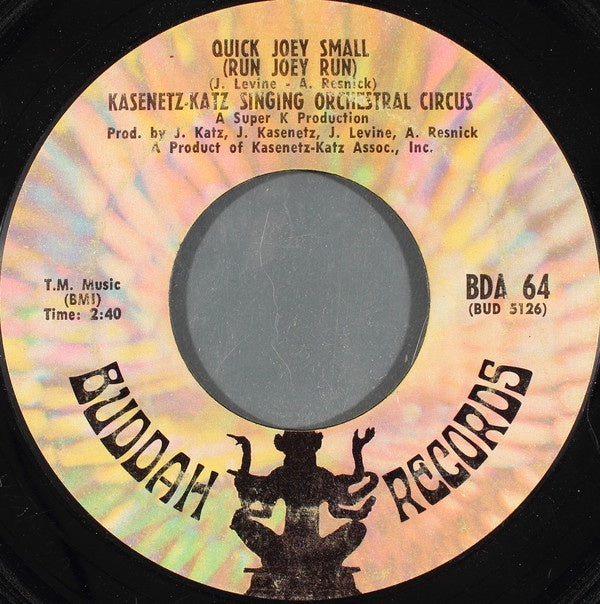 QUICK JOEY SMALL
(RUN JOEY RUN)
(J. Levine - A. Resnick)
KASENETZ-KATZ SINGING ORCHESTRAL CIRCUS
A Super K Production
Prod. by J. Katz, J. Kasenetz, J. Levine, A. Resnick
A Product of Kasenetz-Katz Assoc., Inc.
T.M. Music
(BMI)
Time: 2:40
BDA 64
(BUD 5126)
BUDDAH RECORDS